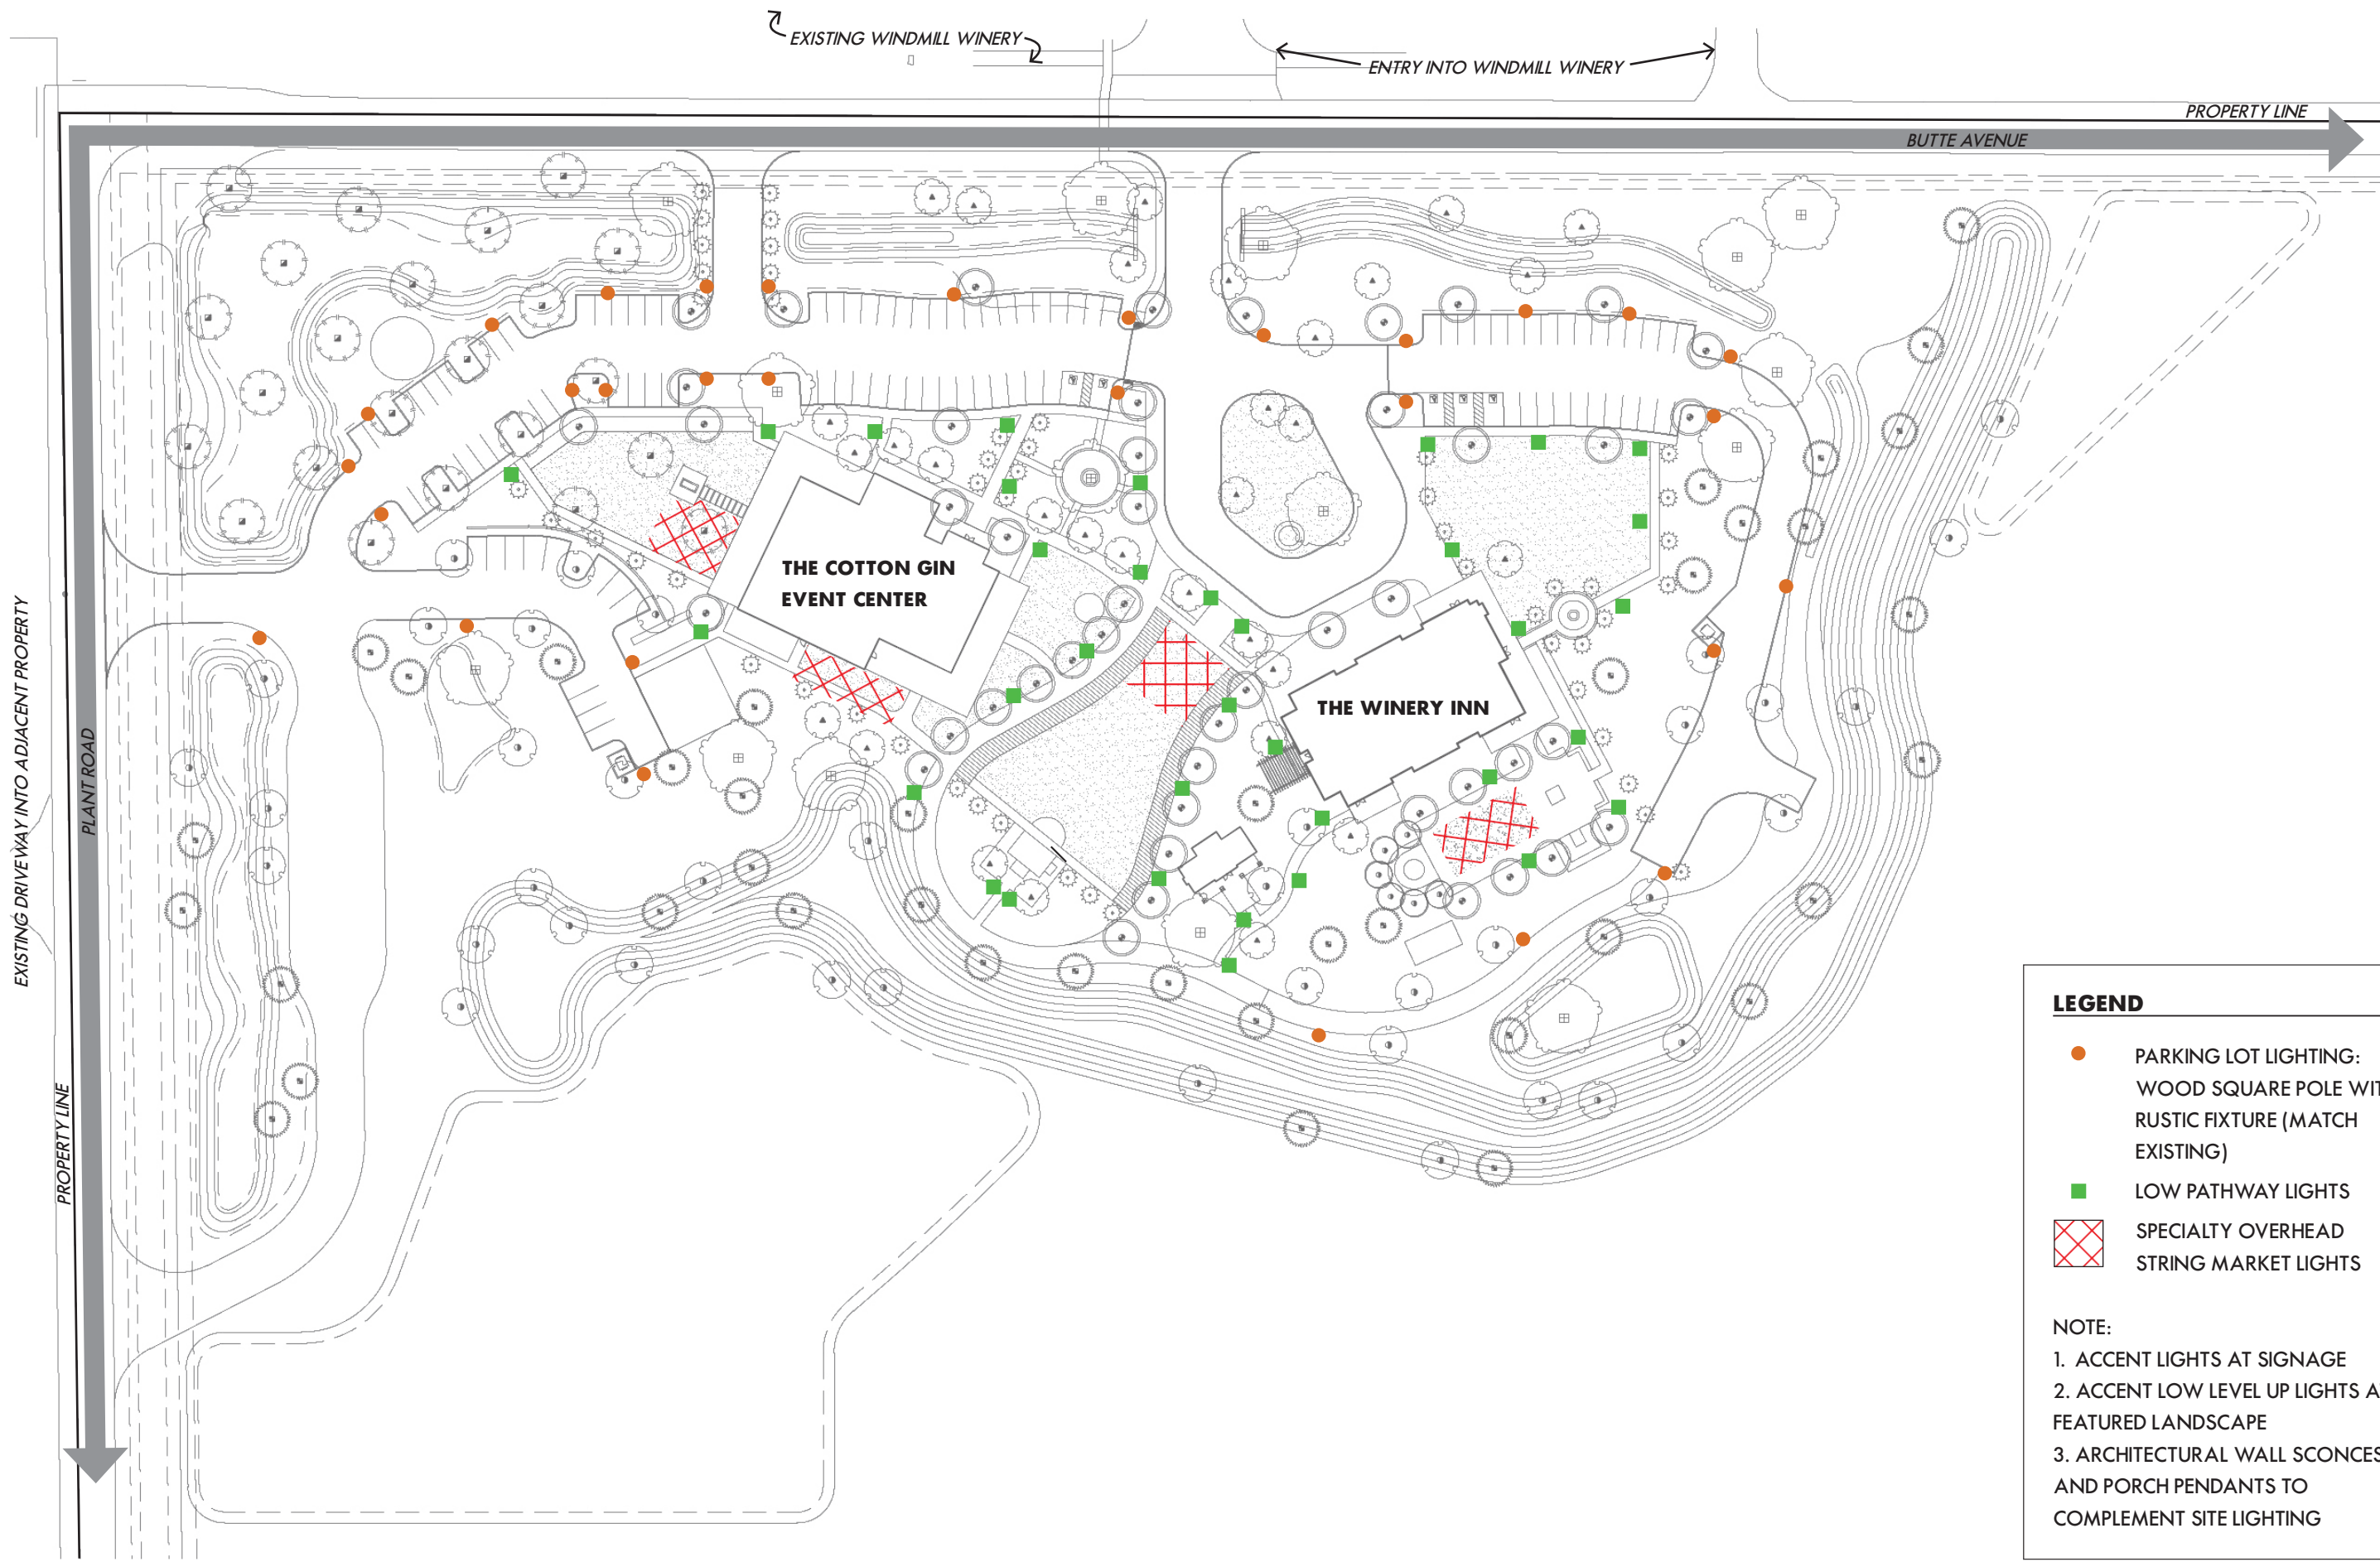 EXISTING WINDMILL WINERY
ENTRY INTO WINDMILL WINERY
PROPERTY LINE
BUTTE AVENUE
THE COTTON GIN
EVENT CENTER
THE WINERY INN
EXISTING DRIVEWAY INTO ADJACENT PROPERTY
PLANT ROAD
PROPERTY LINE
LEGEND
PARKING LOT LIGHTING:
WOOD SQUARE POLE WIT
RUSTIC FIXTURE (MATCH
EXISTING)
LOW PATHWAY LIGHTS
SPECIALTY OVERHEAD
STRING MARKET LIGHTS
NOTE:
1. ACCENT LIGHTS AT SIGNAGE
2. ACCENT LOW LEVEL UP LIGHTS A
FEATURED LANDSCAPE
3. ARCHITECTURAL WALL SCONCES
AND PORCH PENDANTS TO
COMPLEMENT SITE LIGHTING